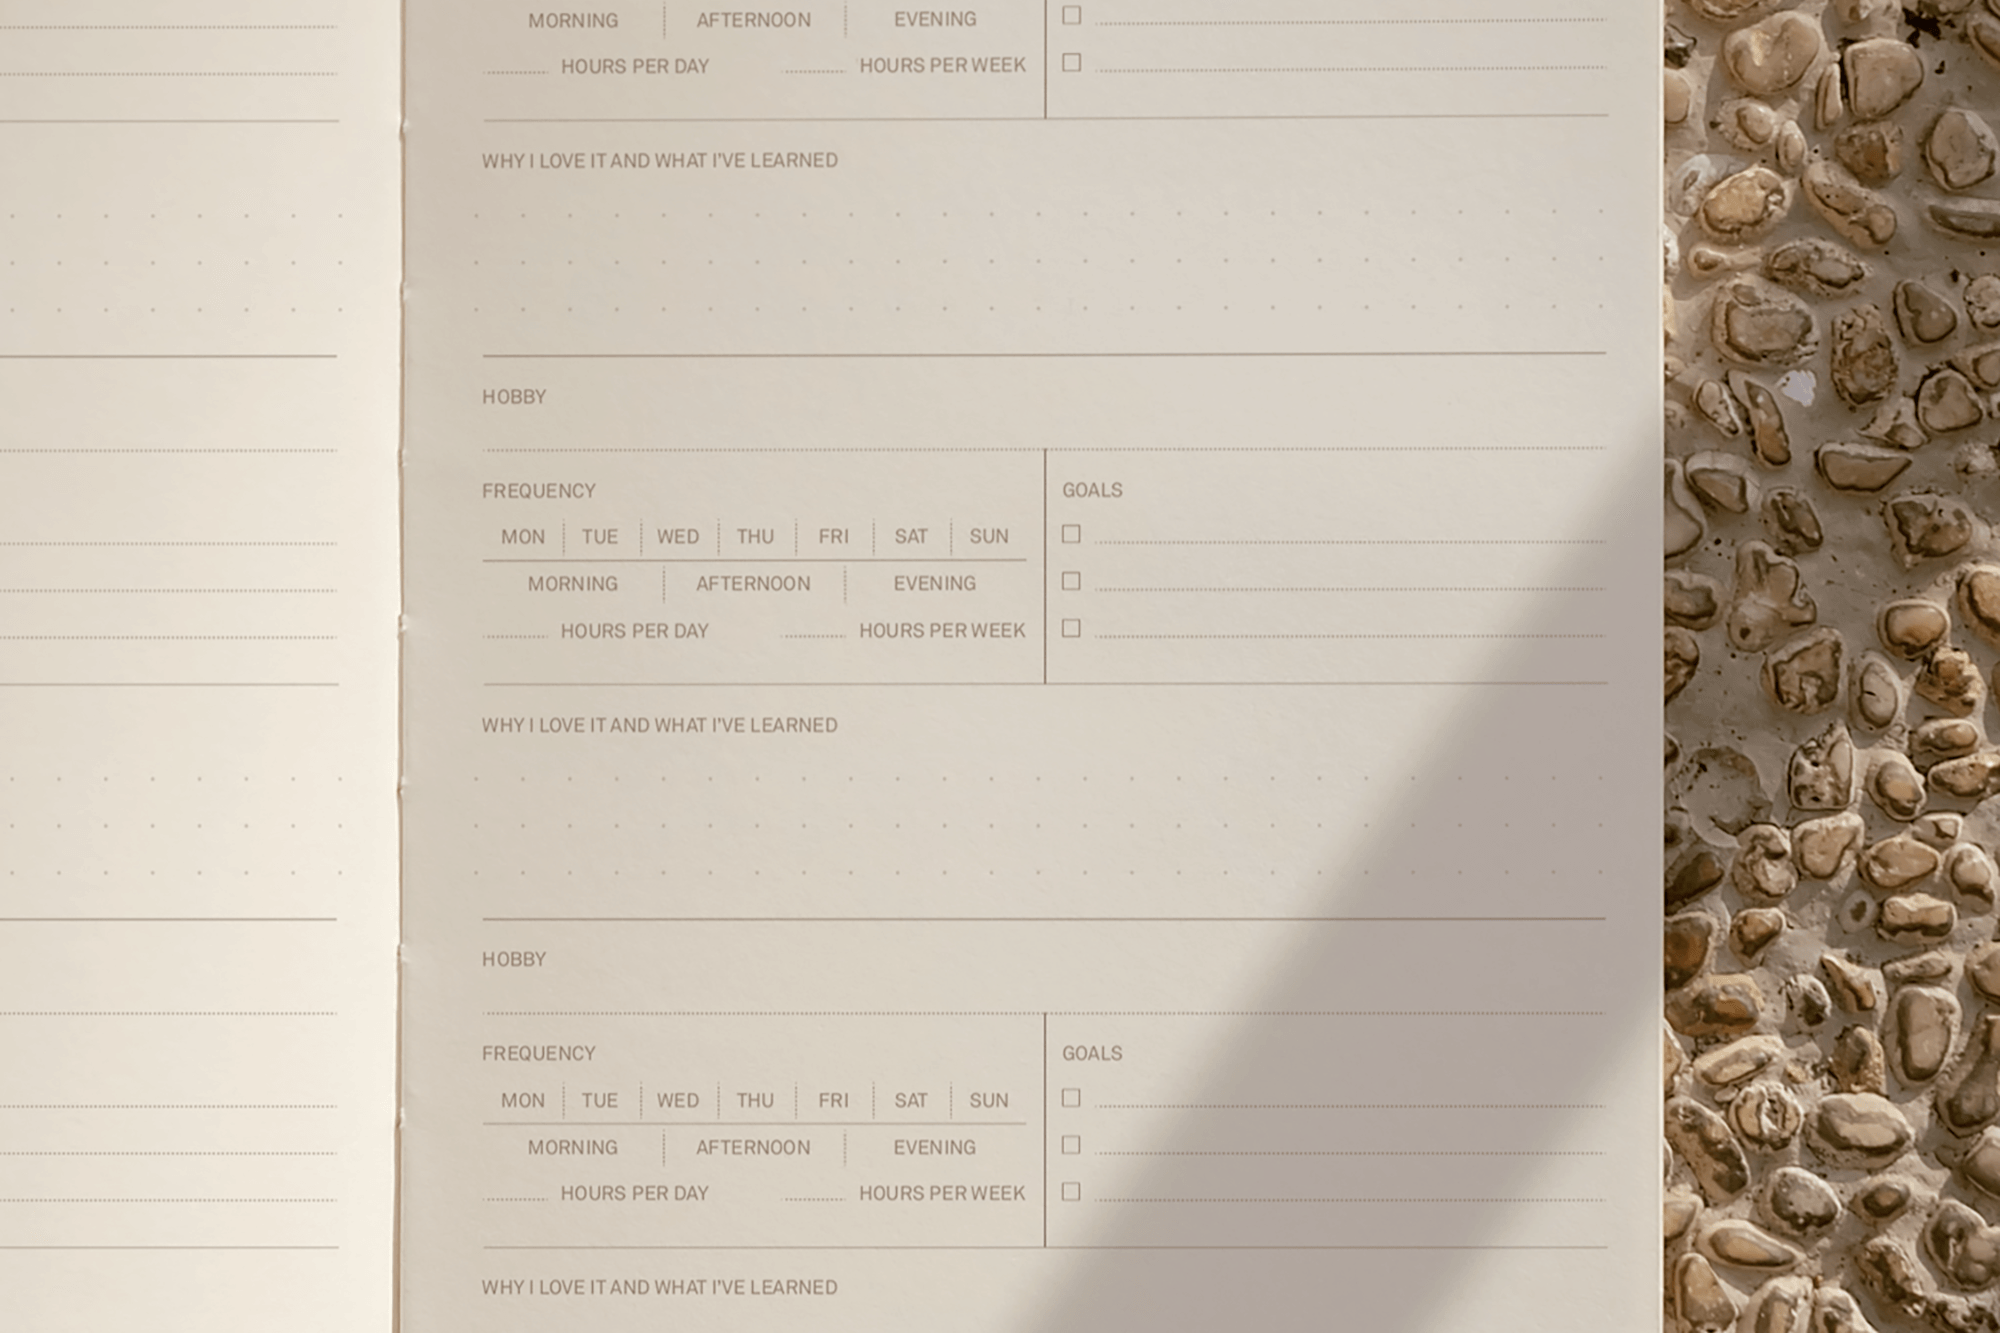 MORNING AFTERNOON EVENING
HOURS PER DAY HOURS PER WEEK
WHY I LOVE IT AND WHAT I'VE LEARNED
HOBBY
FREQUENCY GOALS
MON TUE WED THU FRI SAT SUN
MORNING AFTERNOON EVENING
HOURS PER DAY HOURS PER WEEK
WHY I LOVE IT AND WHAT I'VE LEARNED
HOBBY
FREQUENCY GOALS
MON TUE WED THU FRI SAT SUN
MORNING AFTERNOON EVENING
HOURS PER DAY HOURS PER WEEK
WHY I LOVE IT AND WHAT I'VE LEARNED